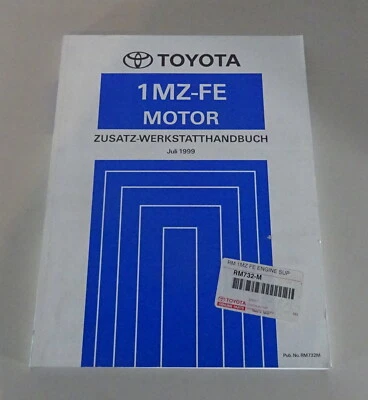 TOYOTA
1MZ-FE
MOTOR
ZUSATZ-WERKSTATTHANDBUCH
Juli 1999
RM 1MZ FE ENGINE SUP
RM732-M
TOYOTA
Pub. No. RM732M